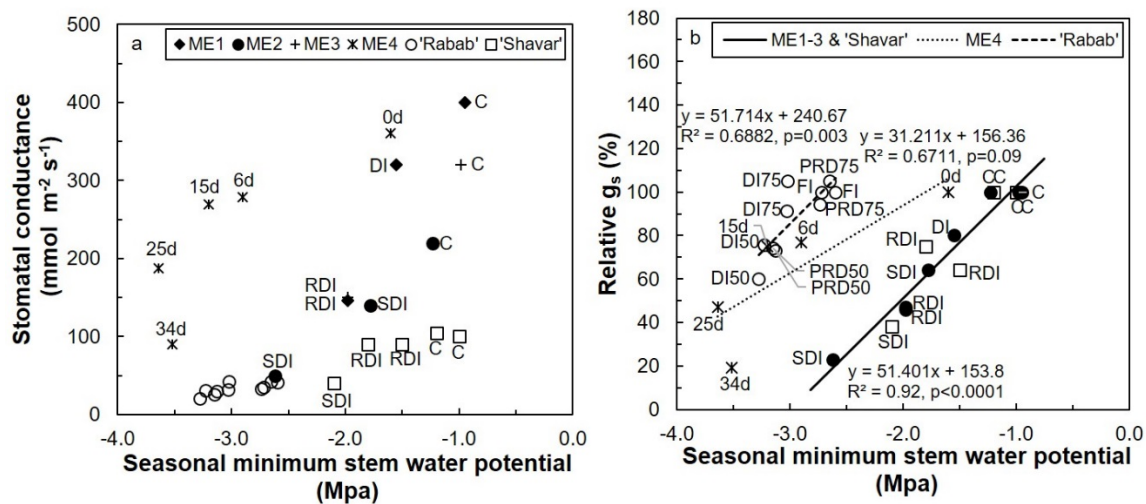 a
ME1 ME2 ME3 ME4 'Rabab' 'Shavar'
Stomatal conductance
(mmol m-2 s-1)
500
400
300
200
100
0
-4.0 -3.0 -2.0 -1.0 0.0
C
0d
DI
C
15d
6d
25d
C
RDI
RDI
SDI
34d
SDI
RDI
RDI
C
C
SDI
Seasonal minimum stem water potential
(Mpa)
b
ME1-3 & 'Shavar' ME4 'Rabab'
Relative gs (%)
180
160
140
120
100
80
60
40
20
0
-4.0 -3.0 -2.0 -1.0 0.0
y = 51.714x + 240.67
R² = 0.6882, p=0.003
y = 31.211x + 156.36
R² = 0.6711, p=0.09
PRD75
DI75
FI
FI
0d
CC
C
DI75
PRD75
15d
6d
DI
DI50
RDI
PRD50
PRD50
SDI
RDI
DI50
25d
RDI
RDI
SDI
34d
SDI
y = 51.401x + 153.8
R² = 0.92, p<0.0001
Seasonal minimum stem water potential
(Mpa)